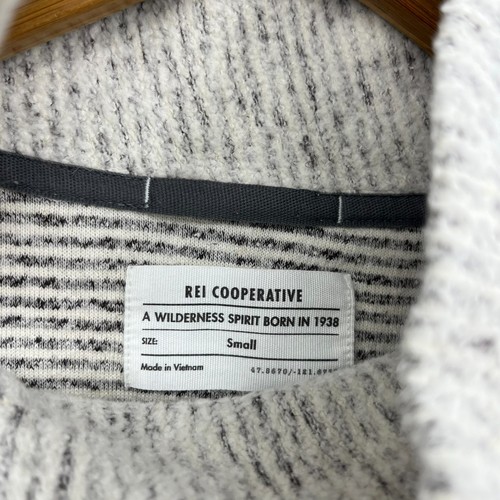 REI COOPERATIVE
A WILDERNESS SPIRIT BORN IN 1938
SIZE: Small
Made in Vietnam